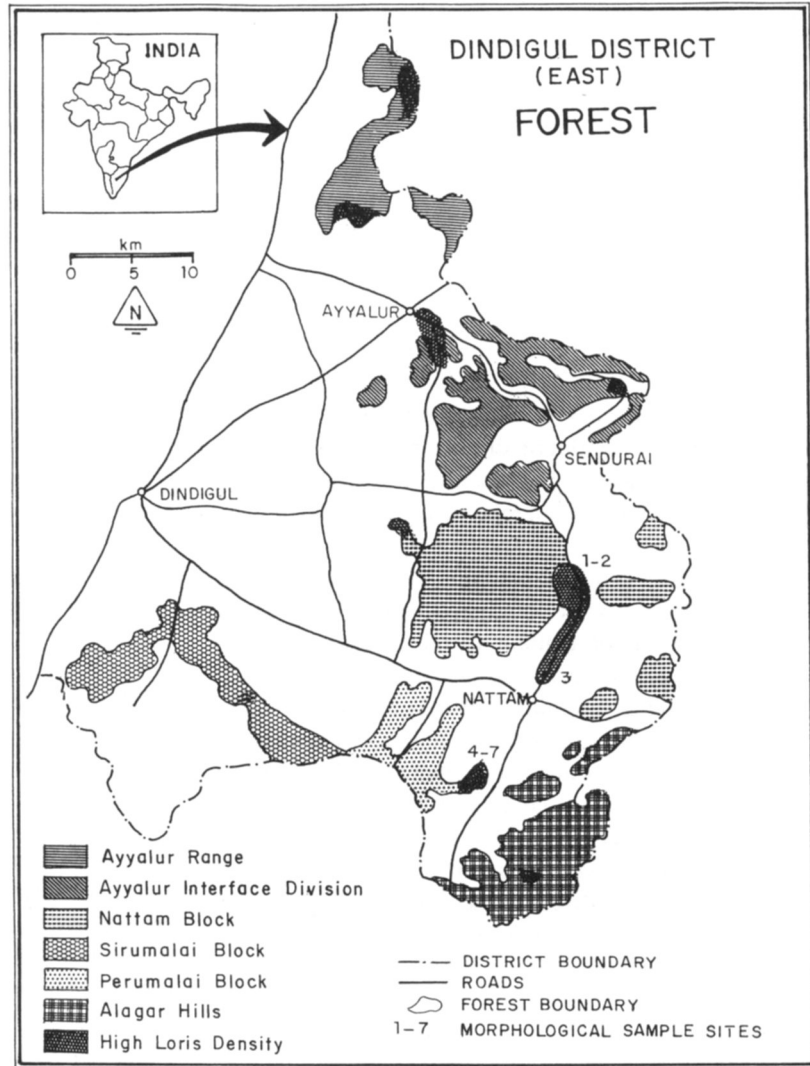 INDIA
DINDIGUL DISTRICT
(EAST)
FOREST
km
0 5 10
N
AYYALUR
SENDURAI
DINDIGUL
1-2
3
NATTAM
4-7
Ayyalur Range
Ayyalur Interface Division
Nattam Block
Sirumalai Block
Perumalai Block
Alagar Hills
High Loris Density
DISTRICT BOUNDARY
ROADS
FOREST BOUNDARY
1-7 MORPHOLOGICAL SAMPLE SITES